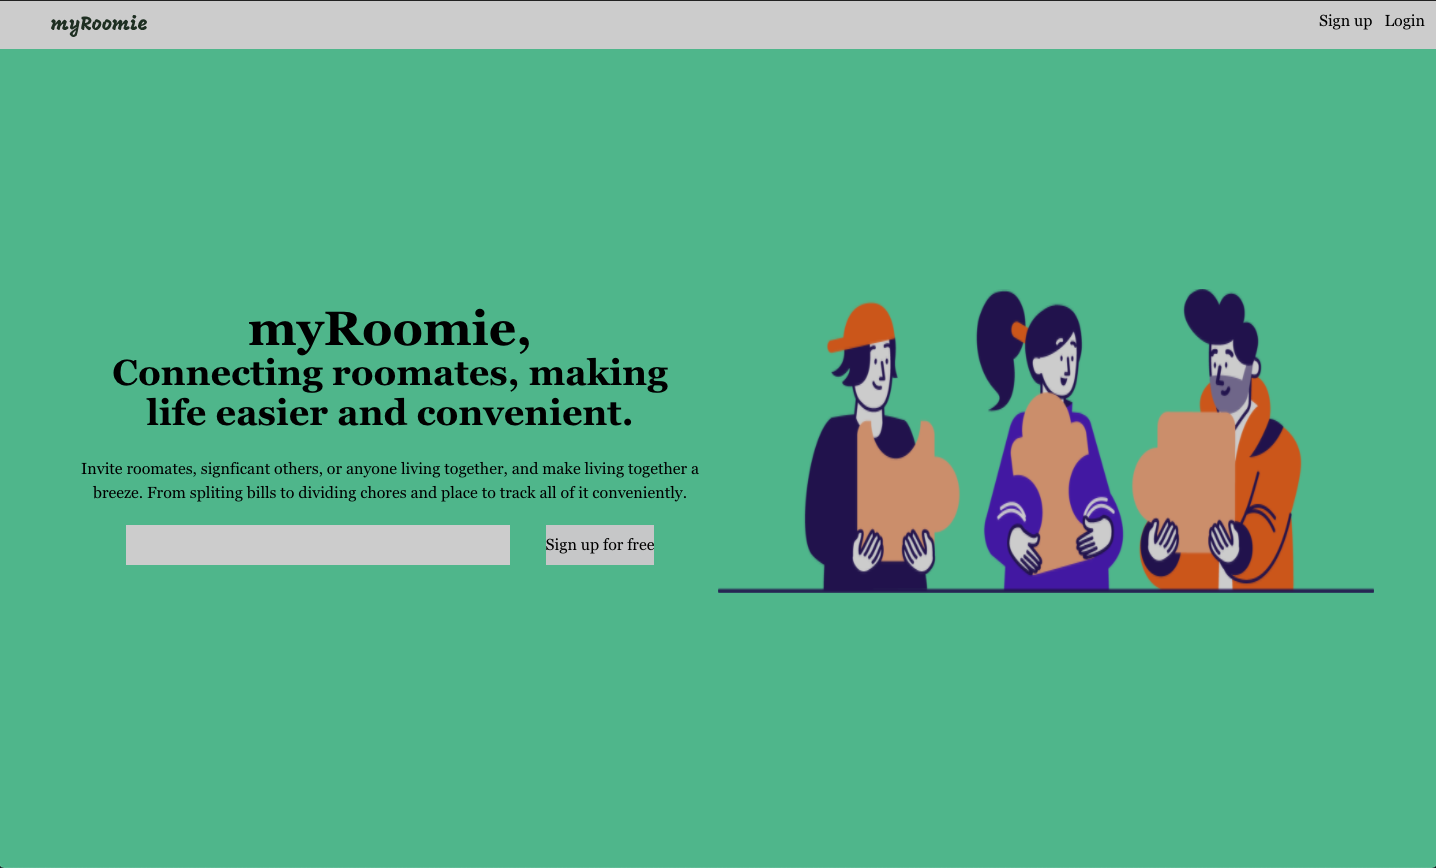 myRoomie
Sign up Login
myRoomie,
Connecting roomates, making
life easier and convenient.
Invite roomates, signficant others, or anyone living together, and make living together a
breeze. From spliting bills to dividing chores and place to track all of it conveniently.
Sign up for free